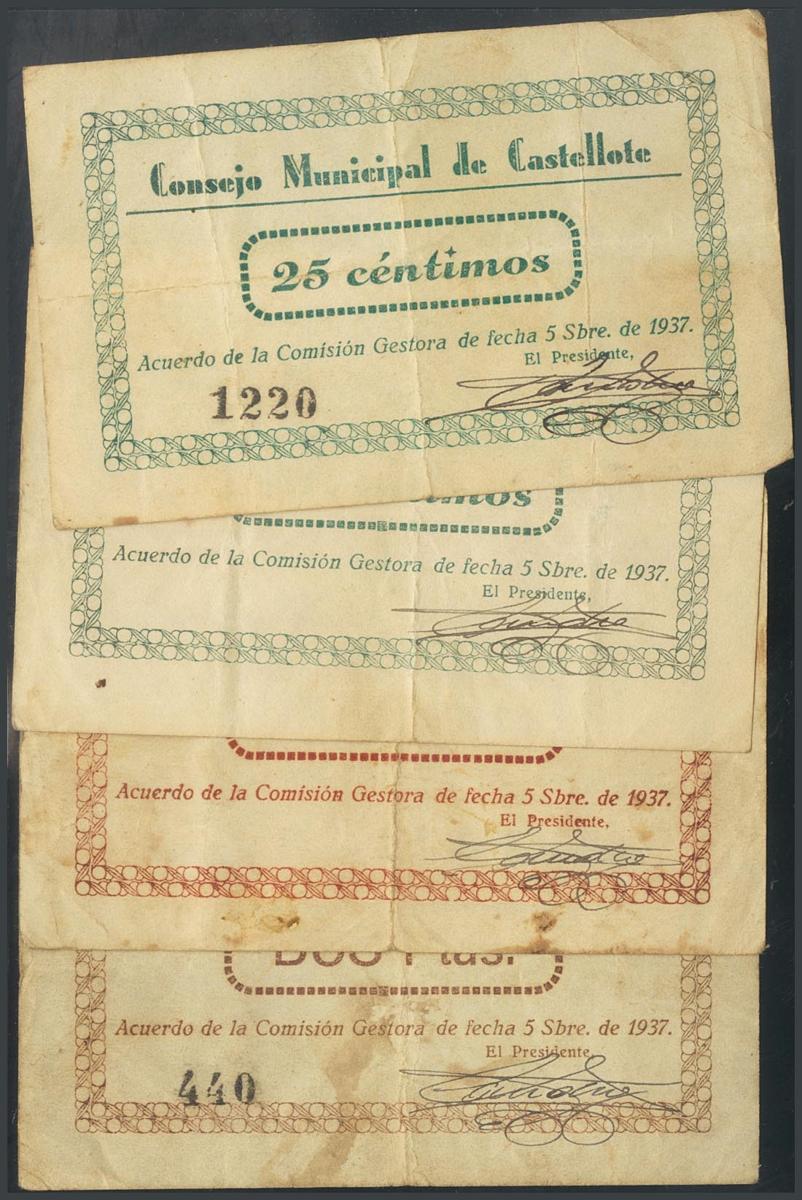 Consejo Municipal de Castellote
25 céntimos
Acuerdo de la Comisión Gestora de fecha 5 Sbre. de 1937.
El Presidente,
1220
Acuerdo de la Comisión Gestora de fecha 5 Sbre. de 1937.
El Presidente,
Acuerdo de la Comisión Gestora de fecha 5 Sbre. de 1937.
El Presidente,
Dos Ptas.
Acuerdo de la Comisión Gestora de fecha 5 Sbre. de 1937.
El Presidente,
440